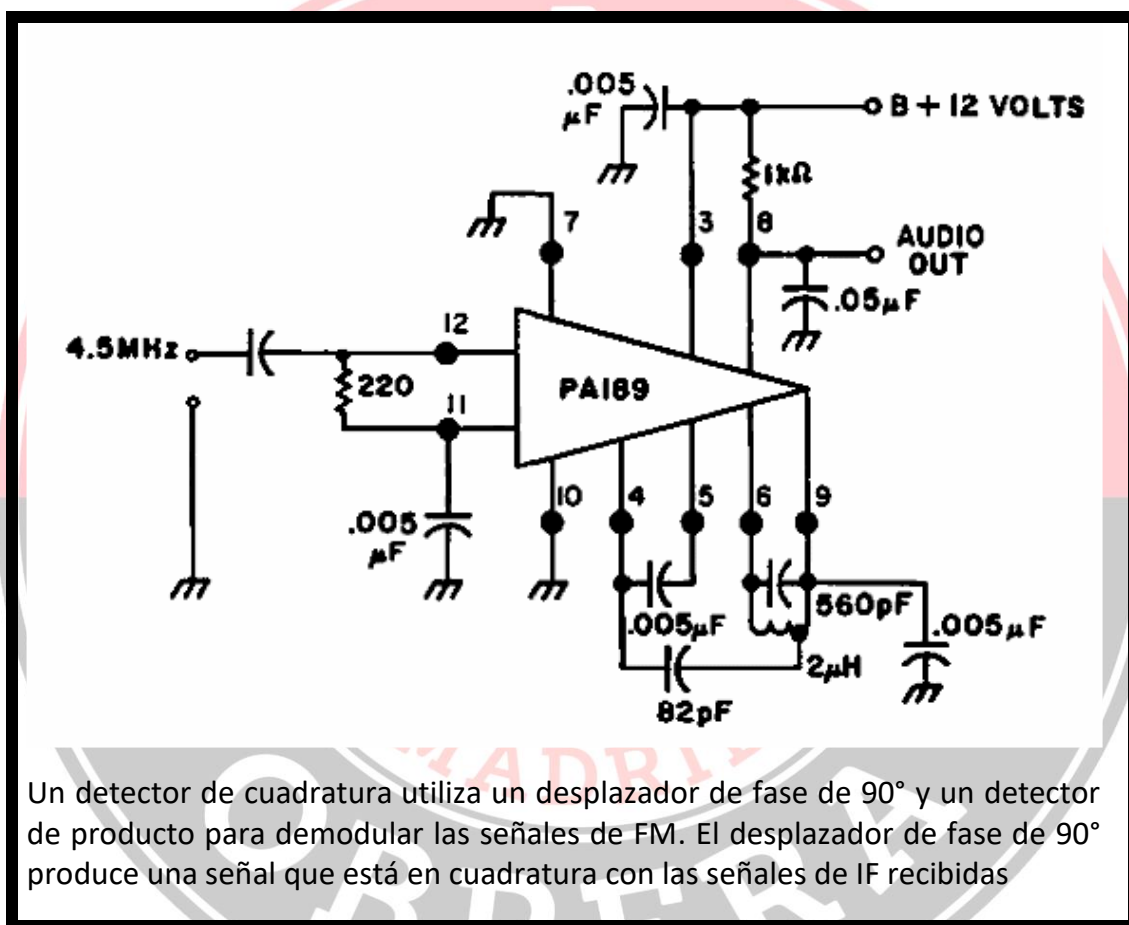 .005
μF
B + 12 VOLTS
1kΩ
7
3
8
AUDIO
OUT
.05μF
12
4.5MHz
220
PA189
11
10
4
5
6
9
.005
μF
.005μF
560pF
.005μF
2μH
82pF
MADRID
Un detector de cuadratura utiliza un desplazador de fase de 90° y un detector
de producto para demodular las señales de FM. El desplazador de fase de 90°
produce una señal que está en cuadratura con las señales de IF recibidas